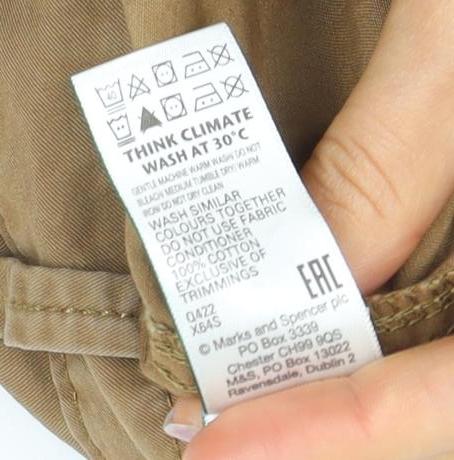 40
THINK CLIMATE
WASH AT 30°C
GENTLE MACHINE WARM WASH DO NOT
BLEACH MEDIUM TUMBLE DRY WARM
IRON DO NOT DRY CLEAN
WASH SIMILAR
COLOURS TOGETHER
DO NOT USE FABRIC
CONDITIONER
100% COTTON
EXCLUSIVE OF
TRIMMINGS
EAC
Q422
X64S
© Marks and Spencer plc
PO Box 3339
Chester CH99 9QS
M&S, PO Box 13022
Ravensdale, Dublin 2